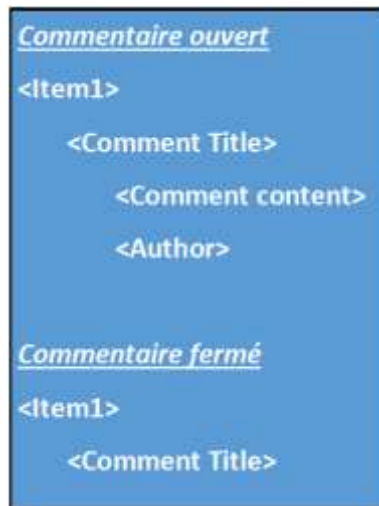 Commentaire ouvert
<Item1>
<Comment Title>
<Comment content>
<Author>
Commentaire fermé
<Item1>
<Comment Title>